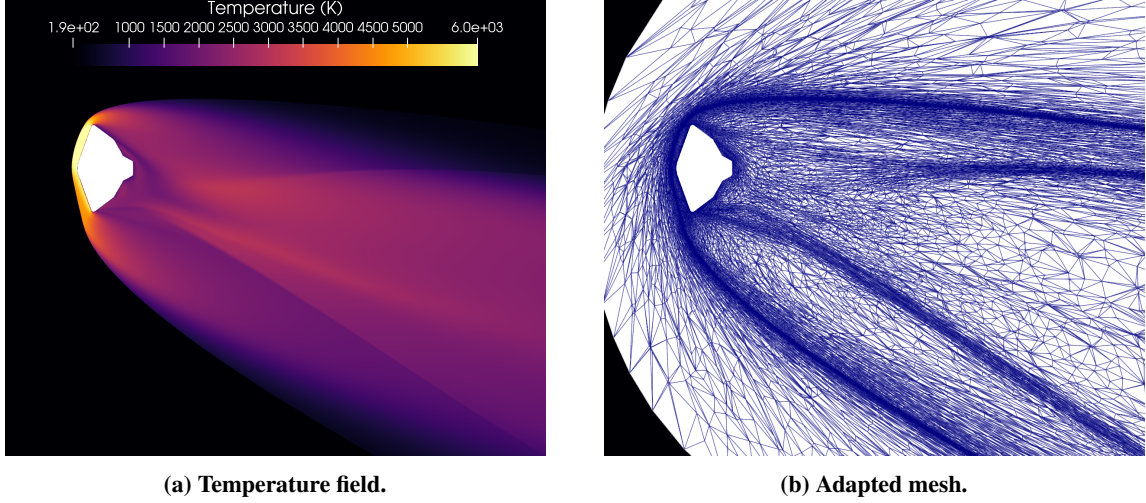 Temperature (K)
1.9e+02 1000 1500 2000 2500 3000 3500 4000 4500 5000 6.0e+03
(a) Temperature field.
(b) Adapted mesh.